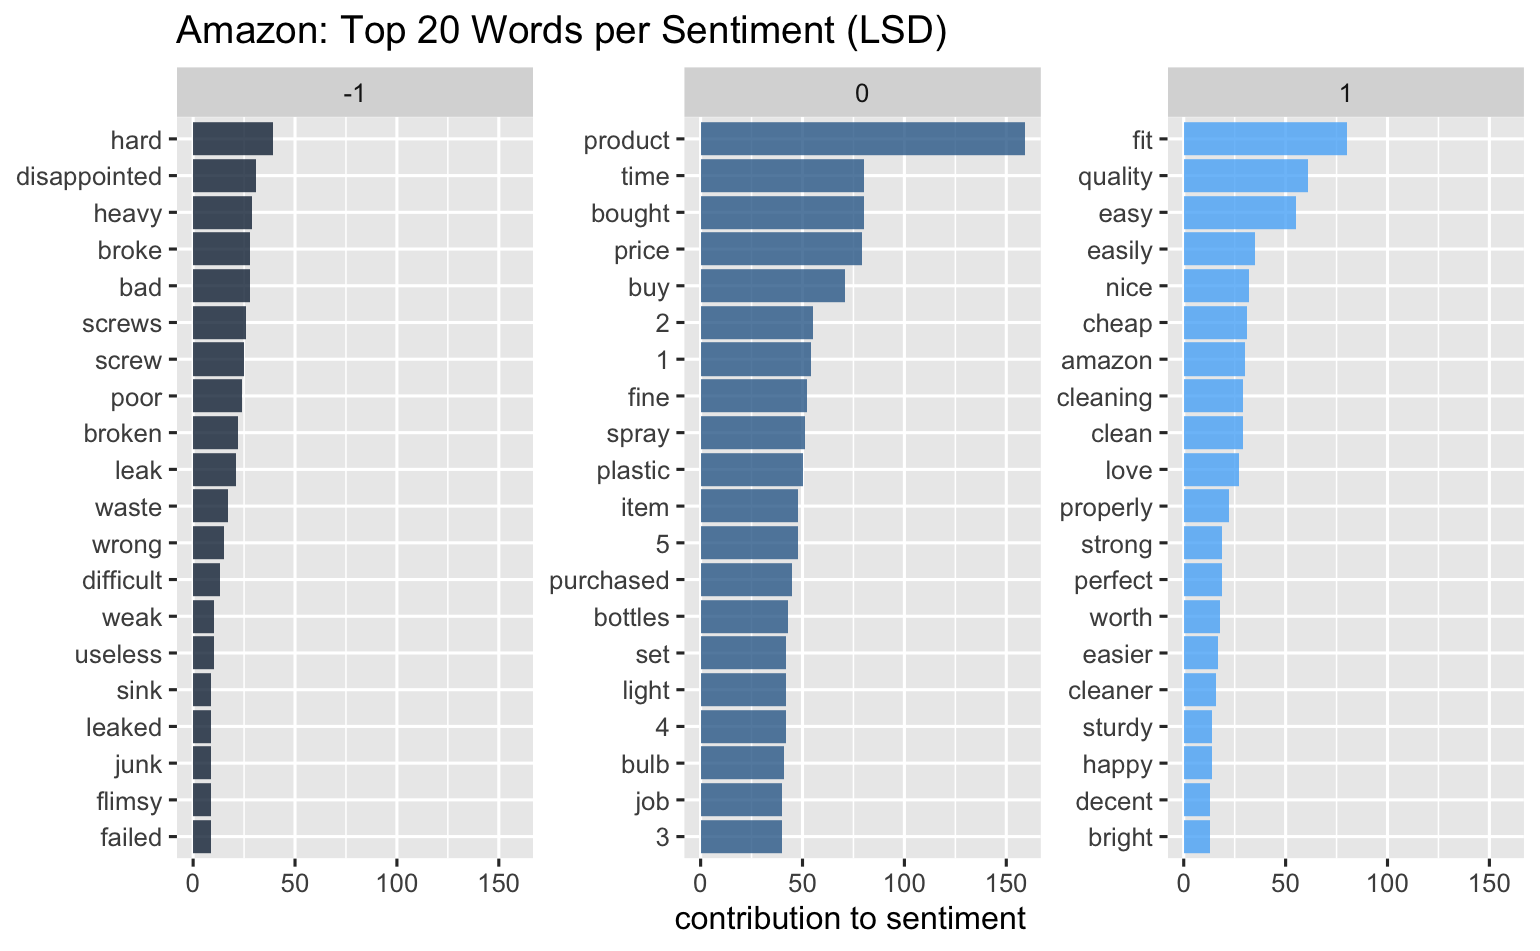 Amazon: Top 20 Words per Sentiment (LSD)
-1
hard
disappointed
heavy
broke
bad
screws
screw
poor
broken
leak
waste
wrong
difficult
weak
useless
sink
leaked
junk
flimsy
failed
0 50 100 150
0
product
time
bought
price
buy
2
1
fine
spray
plastic
item
5
purchased
bottles
set
light
4
bulb
job
3
0 50 100 150
1
fit
quality
easy
easily
nice
cheap
amazon
cleaning
clean
love
properly
strong
perfect
worth
easier
cleaner
sturdy
happy
decent
bright
0 50 100 150
contribution to sentiment